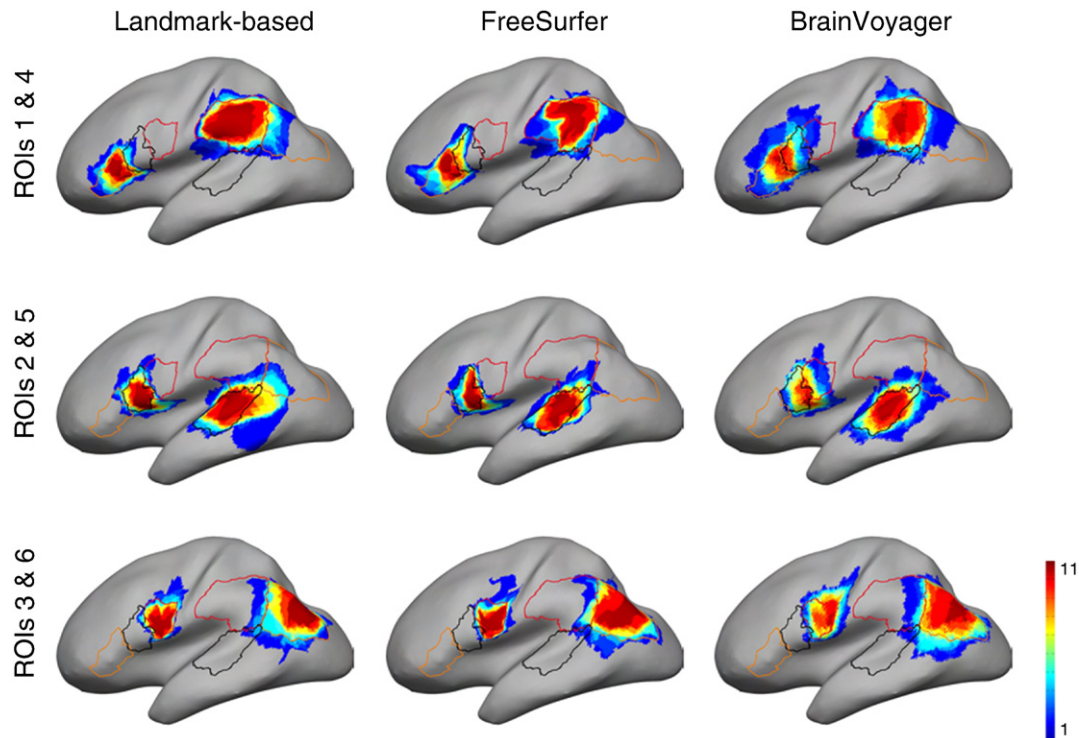 Landmark-based FreeSurfer BrainVoyager
ROIs 1 & 4
ROIs 2 & 5
ROIs 3 & 6
11
1